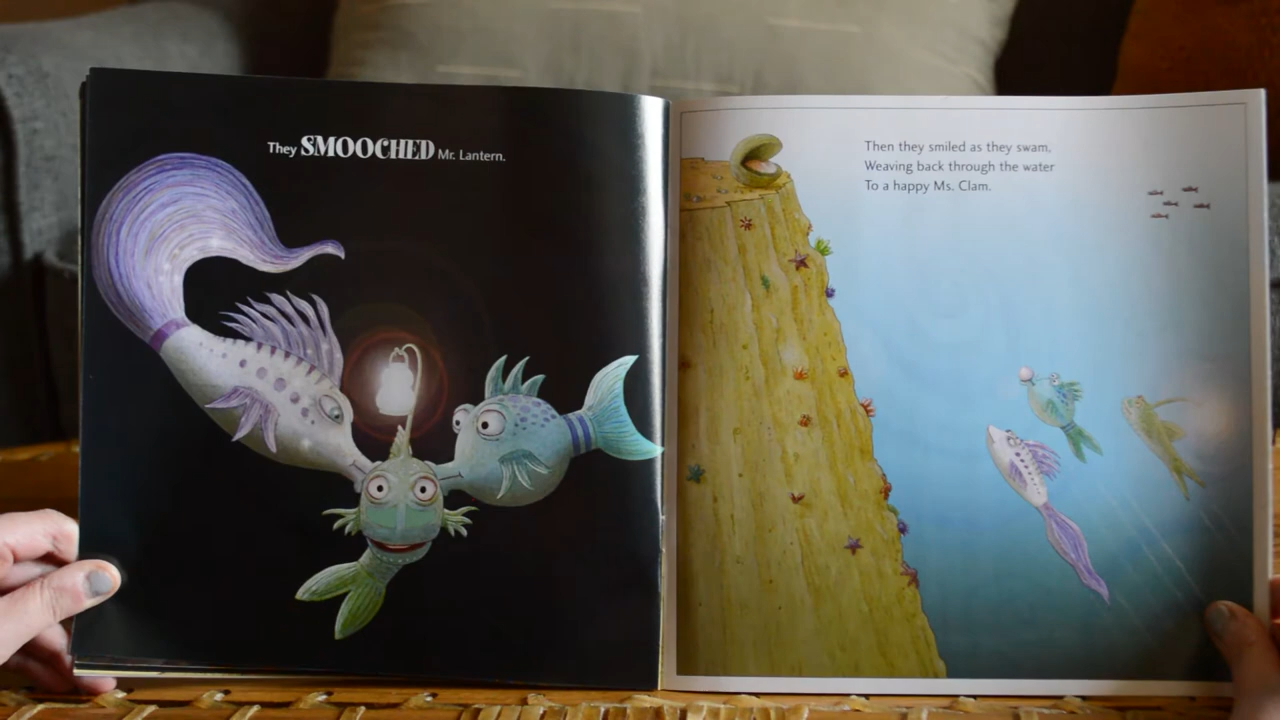 They SMOOCHED Mr. Lantern.
Then they smiled as they swam,
Weaving back through the water
To a happy Ms. Clam.